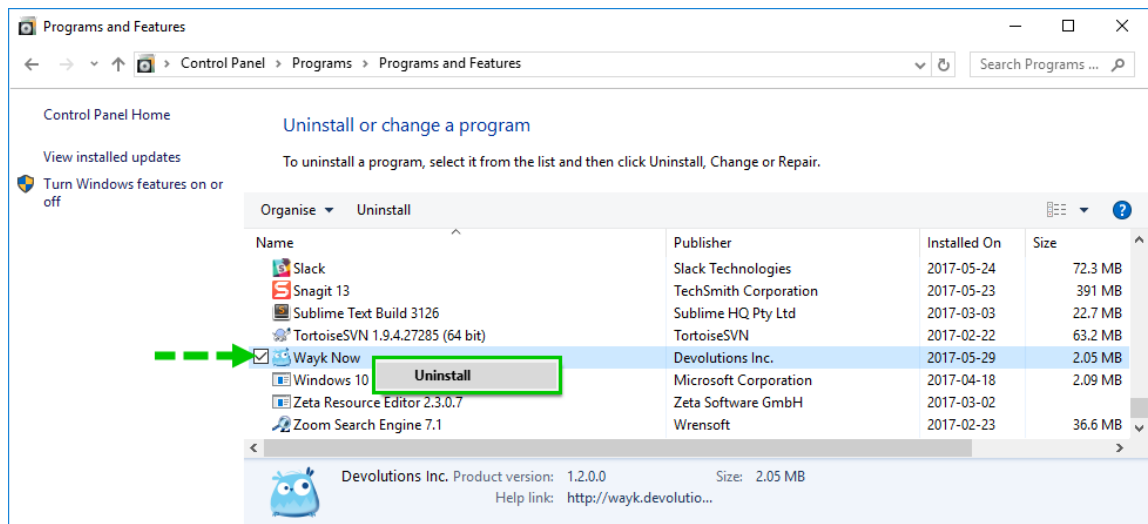 Programs and Features
Control Panel > Programs > Programs and Features
Search Programs ...
Control Panel Home
View installed updates
Turn Windows features on or
off
Uninstall or change a program
To uninstall a program, select it from the list and then click Uninstall, Change or Repair.
Organise Uninstall
Name Publisher Installed On Size
Slack Slack Technologies 2017-05-24 72.3 MB
Snagit 13 TechSmith Corporation 2017-05-23 391 MB
Sublime Text Build 3126 Sublime HQ Pty Ltd 2017-03-03 22.7 MB
TortoiseSVN 1.9.4.27285 (64 bit) TortoiseSVN 2017-02-22 63.2 MB
Wayk Now Devolutions Inc. 2017-05-29 2.05 MB
Uninstall
Windows 10 Microsoft Corporation 2017-04-18 2.09 MB
Zeta Resource Editor 2.3.0.7 Zeta Software GmbH 2017-03-02
Zoom Search Engine 7.1 Wrensoft 2017-02-23 36.6 MB
Devolutions Inc. Product version: 1.2.0.0 Size: 2.05 MB
Help link: http://wayk.devolutio...